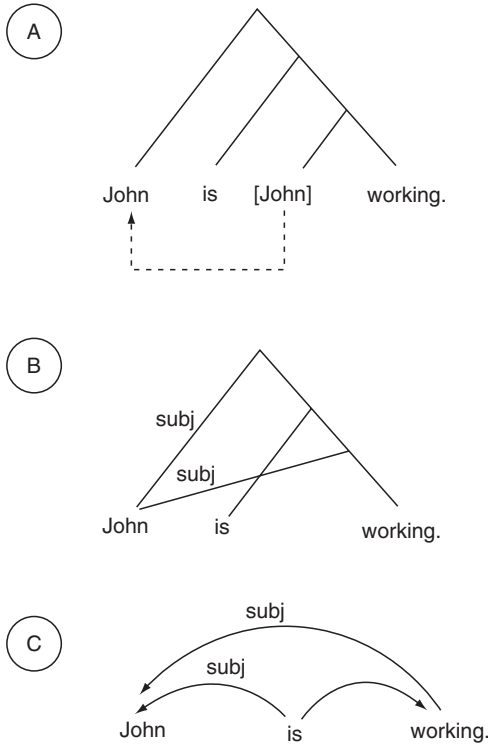 A
John is [John] working.
B
subj
subj
John is working.
C
subj
subj
John is working.